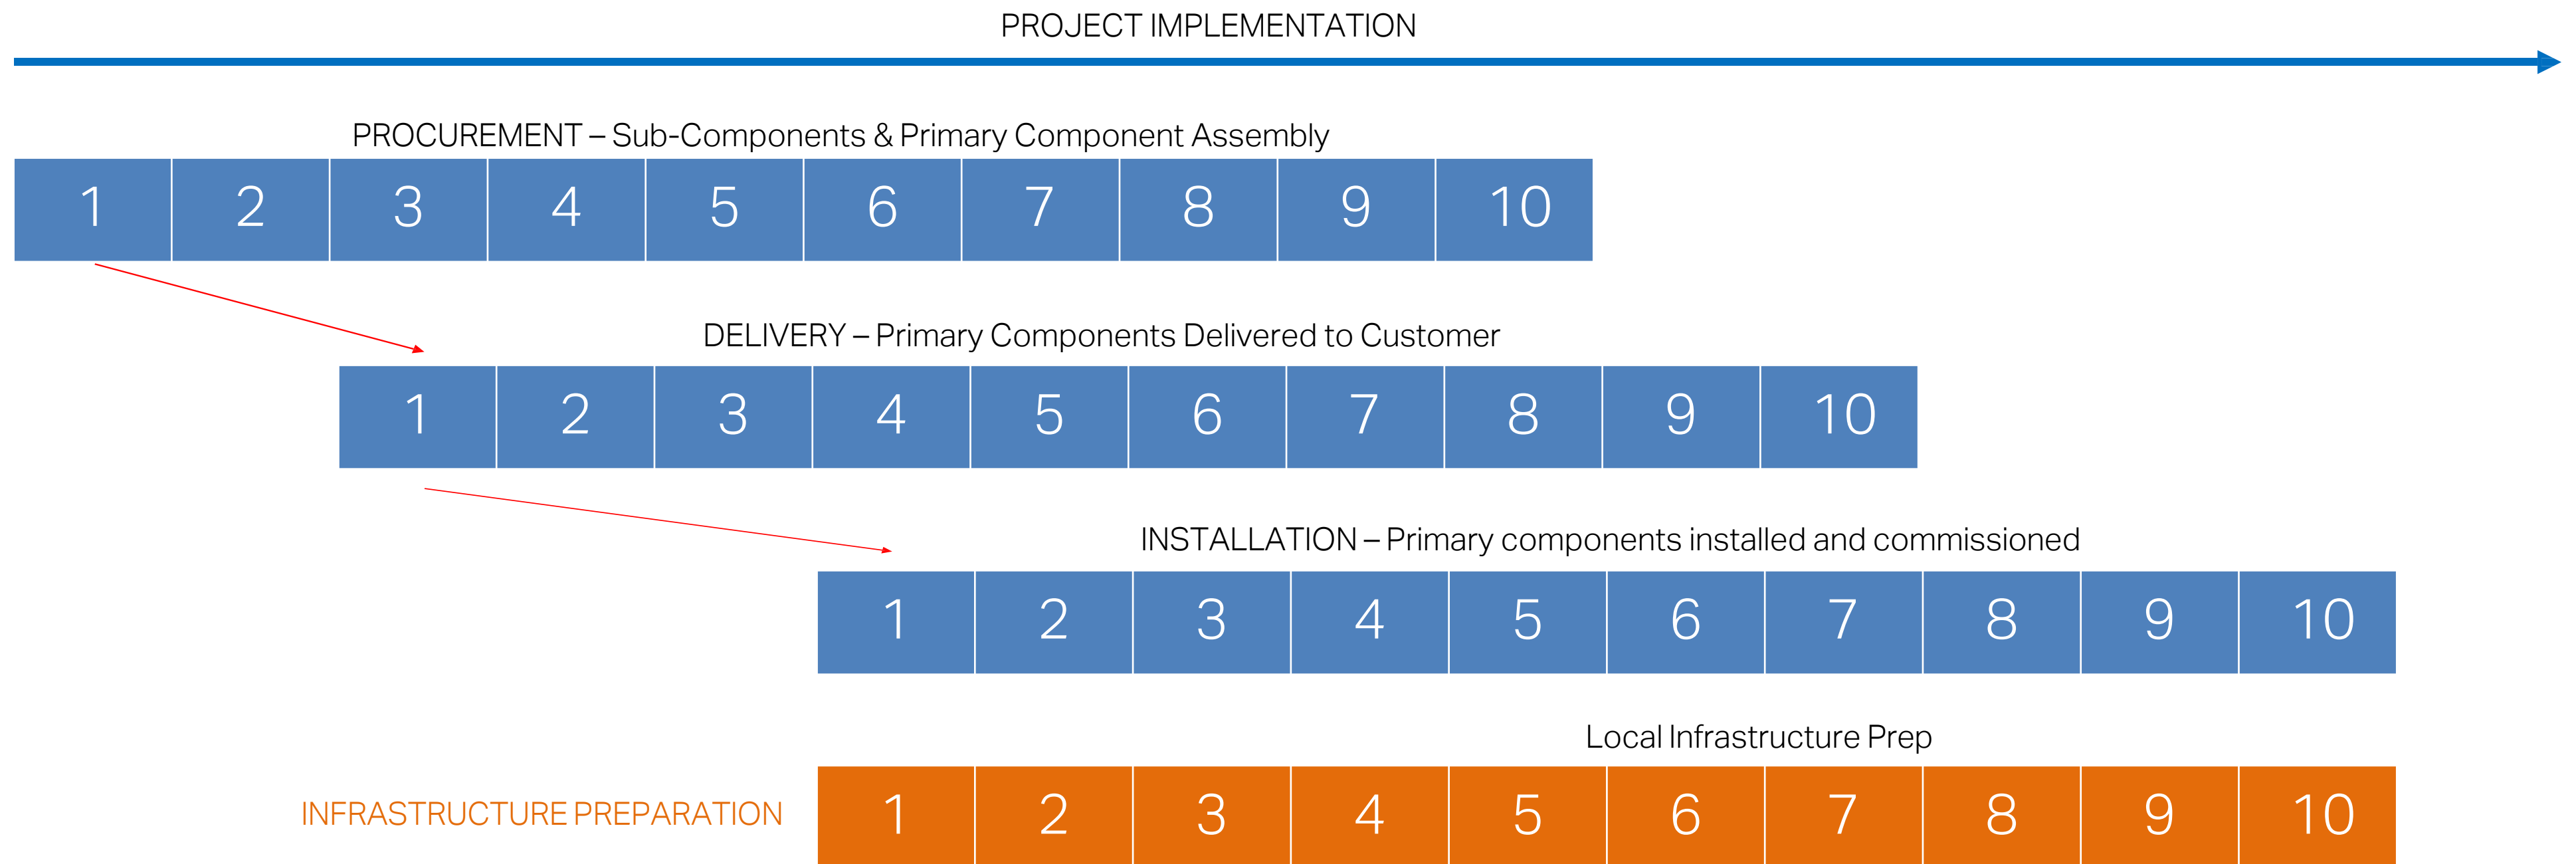 PROJECT IMPLEMENTATION
PROCUREMENT – Sub-Components & Primary Component Assembly
1 2 3 4 5 6 7 8 9 10
DELIVERY – Primary Components Delivered to Customer
1 2 3 4 5 6 7 8 9 10
INSTALLATION – Primary components installed and commissioned
1 2 3 4 5 6 7 8 9 10
Local Infrastructure Prep
INFRASTRUCTURE PREPARATION 1 2 3 4 5 6 7 8 9 10